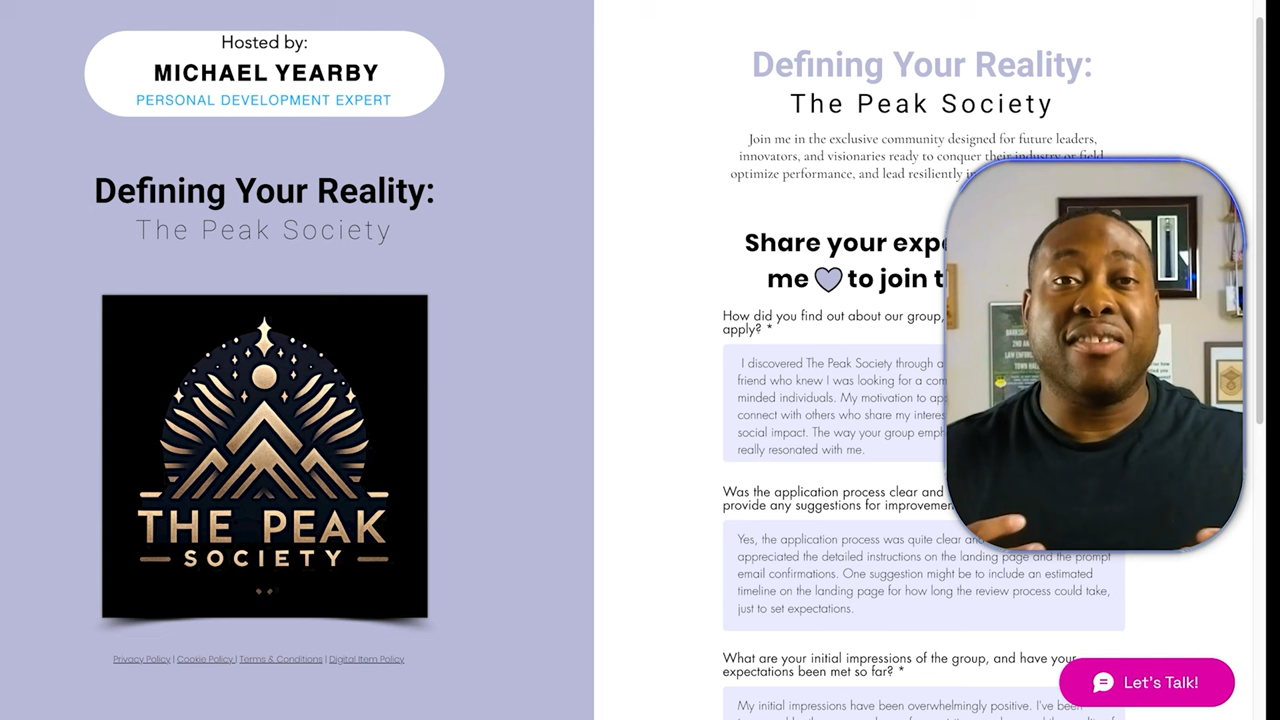 Hosted by:
MICHAEL YEARBY
PERSONAL DEVELOPMENT EXPERT
Defining Your Reality:
The Peak Society
THE PEAK
SOCIETY
Privacy Policy | Cookie Policy | Terms & Conditions | Digital Item Policy
Defining Your Reality:
The Peak Society
Join me in the exclusive community designed for future leaders,
innovators, and visionaries ready to conquer their industry or field
optimize performance, and lead resiliently
Share your
me 💜 to join
How did you find out about our group,
apply? *
I discovered The Peak Society through a
friend who knew I was looking for a
minded individuals. My motivation to
connect with others who share my
social impact. The way your group
really resonated with me.
Was the application process clear and
provide any suggestions for
Yes, the application process was quite clear
appreciated the detailed instructions on the landing page and the prompt
email confirmations. One suggestion might be to include an estimated
timeline on the landing page for how long the review process could take,
just to set expectations.
What are your initial impressions of the group, and have your
expectations been met so far? *
My initial impressions have been overwhelmingly positive. I've been
Let's Talk!